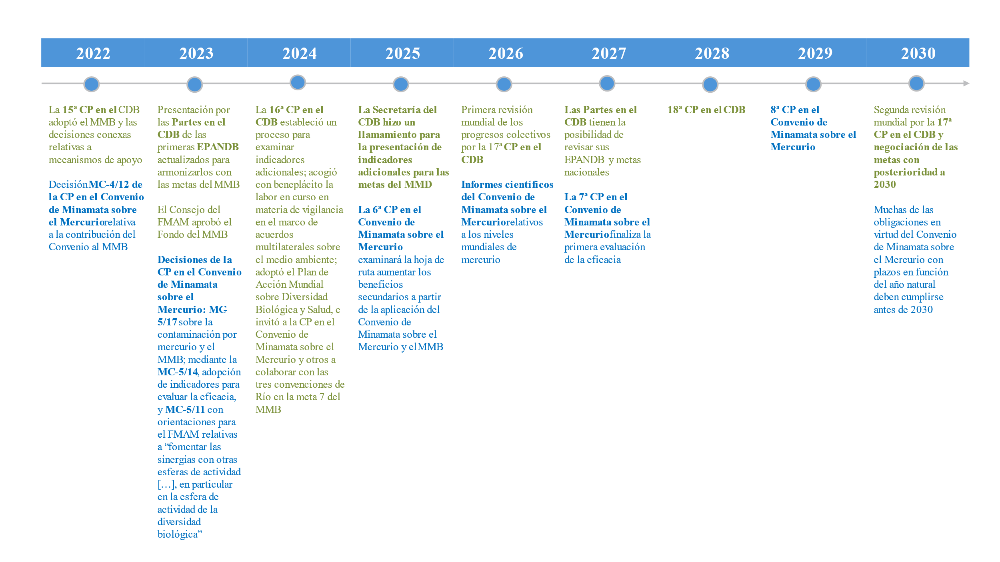 2022
2023
2024
2025
2026
2027
2028
2029
2030
La 15ª CP en el CDB
adoptó el MMB y las
decisiones conexas
relativas a
mecanismos de apoyo
Decisión MC-4/12 de
la CP en el Convenio
de Minamata sobre
el Mercurio relativa
a la contribución del
Convenio al MMB
Presentación por
las Partes en el
CDB de las
primeras EPANDB
actualizados para
armonizarlos con
las metas del MMB
El Consejo del
FMAM aprobó el
Fondo del MMB
Decisiones de la
CP en el Convenio
de Minamata
sobre el
Mercurio: MC-
5/17 sobre la
contaminación por
mercurio y el
MMB; mediante la
MC-5/14, adopción
de indicadores para
evaluar la eficacia,
y MC-5/11 con
orientaciones para
el FMAM relativas
a “fomentar las
sinergias con otras
esferas de actividad
[…], en particular
en la esfera de
actividad de la
diversidad
biológica”
La 16ª CP en el
CDB estableció un
proceso para
examinar
indicadores
adicionales; acogió
con beneplácito la
labor en curso en
materia de vigilancia
en el marco de
acuerdos
multilaterales sobre
el medio ambiente;
adoptó el Plan de
Acción Mundial
sobre Diversidad
Biológica y Salud, e
invitó a la CP en el
Convenio de
Minamata sobre el
Mercurio y otros a
colaborar con las
tres convenciones de
Río en la meta 7 del
MMB
La Secretaría del
CDB hizo un
llamamiento para
la presentación de
indicadores
adicionales para las
metas del MMD
La 6ª CP en el
Convenio de
Minamata sobre el
Mercurio
examinará la hoja de
ruta aumentar los
beneficios
secundarios a partir
de la aplicación del
Convenio de
Minamata sobre el
Mercurio y el MMB
Primera revisión
mundial de los
progresos colectivos
por la 17ª CP en el
CDB
Informes científicos
del Convenio de
Minamata sobre el
Mercurio relativos
a los niveles
mundiales de
mercurio
Las Partes en el
CDB tienen la
posibilidad de
revisar sus
EPANDB y metas
nacionales
La 7ª CP en el
Convenio de
Minamata sobre el
Mercurio finaliza la
primera evaluación
de la eficacia
18ª CP en el CDB
8ª CP en el
Convenio de
Minamata sobre el
Mercurio
Segunda revisión
mundial por la 17ª
CP en el CDB y
negociación de las
metas con
posterioridad a
2030
Muchas de las
obligaciones en
virtud del Convenio
de Minamata sobre
el Mercurio con
plazos en función
del año natural
deben cumplirse
antes de 2030